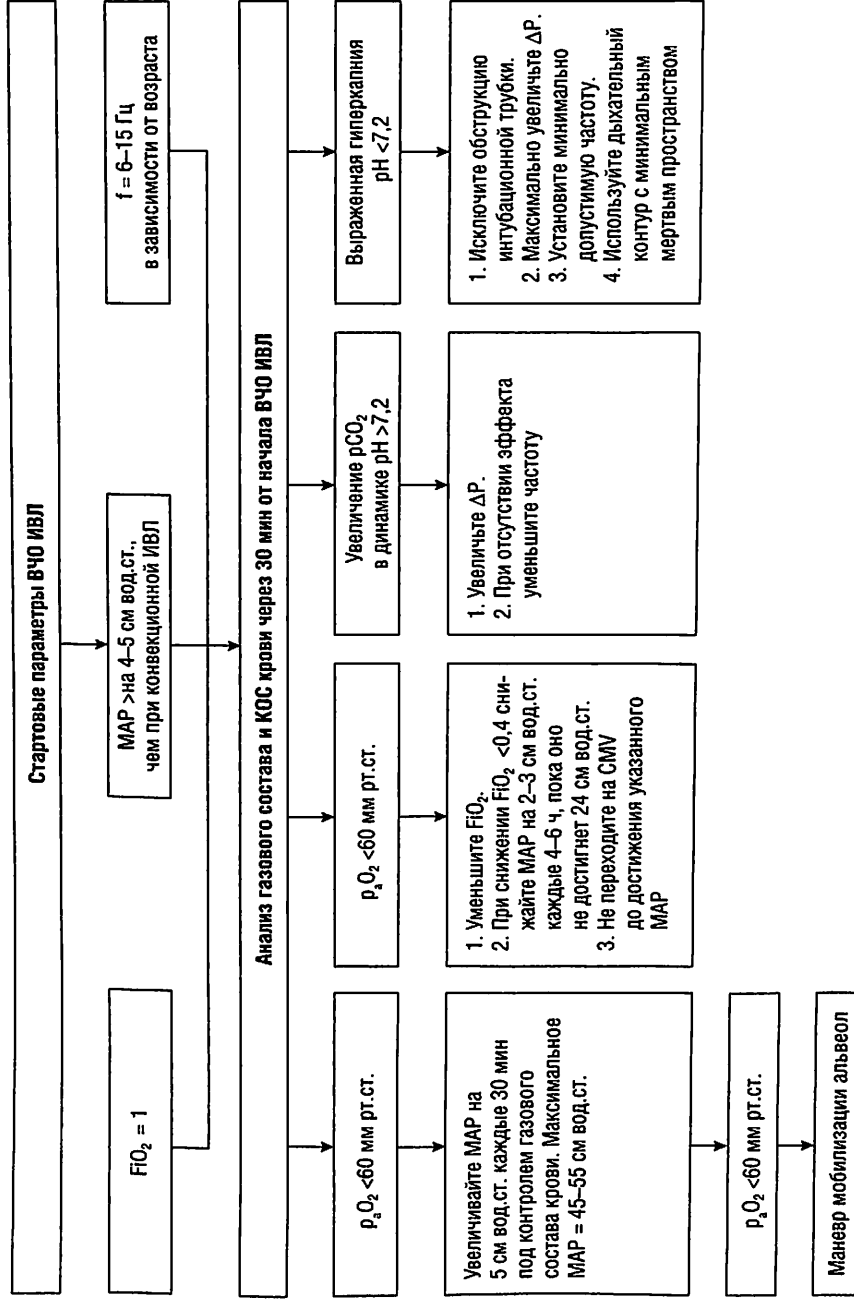 Стартовые параметры ВЧО ИВЛ
FiO₂ = 1
MAP >на 4–5 см вод.ст.,
чем при конвекционной ИВЛ
f = 6–15 Гц
в зависимости от возраста
Анализ газового состава и КОС крови через 30 мин от начала ВЧО ИВЛ
pₐO₂ <60 мм рт.ст.
Увеличивайте MAP на
5 см вод.ст. каждые 30 мин
под контролем газового
состава крови. Максимальное
MAP = 45–55 см вод.ст.
pₐO₂ <60 мм рт.ст.
Маневр мобилизации альвеол
pₐO₂ <60 мм рт.ст.
1. Уменьшите FiO₂.
2. При снижении FiO₂ <0,4 сни-
жайте MAP на 2–3 см вод.ст.
каждые 4–6 ч, пока оно
не достигнет 24 см вод.ст.
3. Не переходите на CMV
до достижения указанного
MAP
Увеличение pCO₂
в динамике pH >7,2
1. Увеличьте ΔP.
2. При отсутствии эффекта
уменьшите частоту
Выраженная гиперкапния
pH <7,2
1. Исключите обструкцию
интубационной трубки.
2. Максимально увеличьте ΔP.
3. Установите минимально
допустимую частоту.
4. Используйте дыхательный
контур с минимальным
мертвым пространством